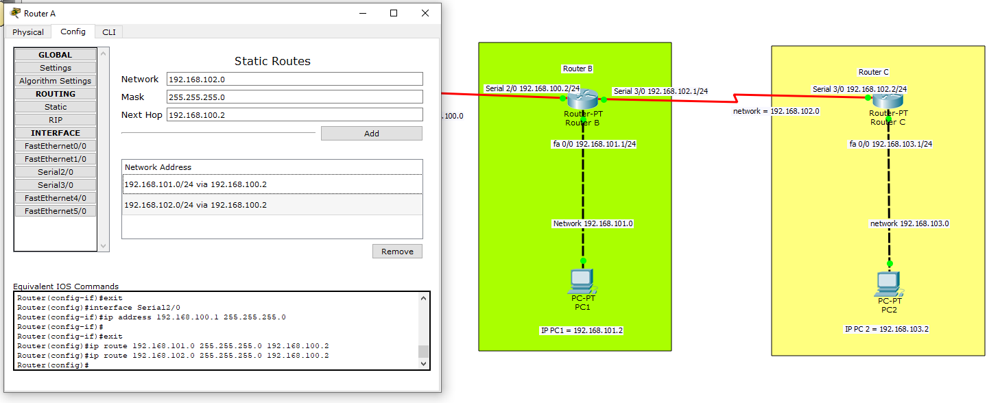 Router A
Physical Config CLI
GLOBAL
Settings
Algorithm Settings
ROUTING
Static
RIP
INTERFACE
FastEthernet0/0
FastEthernet1/0
Serial2/0
Serial3/0
FastEthernet4/0
FastEthernet5/0
Static Routes
Network 192.168.102.0
Mask 255.255.255.0
Next Hop 192.168.100.2
Add
Network Address
192.168.101.0/24 via 192.168.100.2
192.168.102.0/24 via 192.168.100.2
Remove
Equivalent IOS Commands
Router(config-if)#exit
Router(config)#interface Serial2/0
Router(config-if)#ip address 192.168.100.1 255.255.255.0
Router(config-if)#
Router(config-if)#exit
Router(config)#ip route 192.168.101.0 255.255.255.0 192.168.100.2
Router(config)#ip route 192.168.102.0 255.255.255.0 192.168.100.2
Router(config)#
.100.0
Router B
Serial 2/0 192.168.100.2/24
Serial 3/0 192.168.102.1/24
Router-PT
Router B
fa 0/0 192.168.101.1/24
Network 192.168.101.0
PC-PT
PC1
IP PC1 = 192.168.101.2
network = 192.168.102.0
Router C
Serial 3/0 192.168.102.2/24
Router-PT
Router C
fa 0/0 192.168.103.1/24
network 192.168.103.0
PC-PT
PC2
IP PC 2 = 192.168.103.2